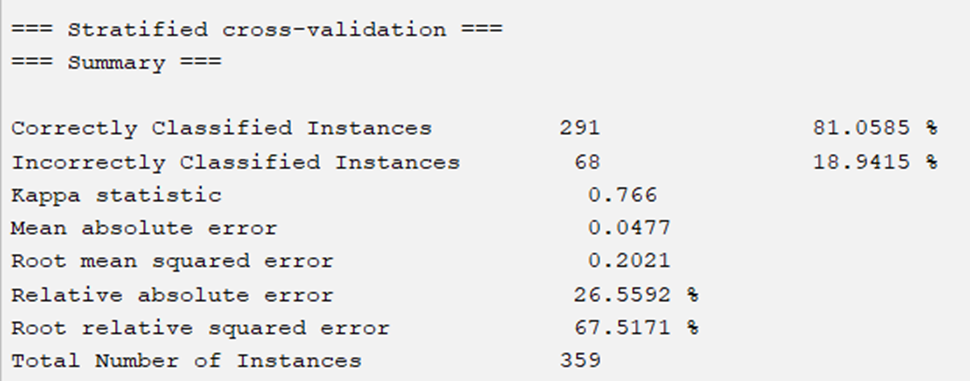 === Stratified cross-validation ===
=== Summary ===
Correctly Classified Instances 291 81.0585 %
Incorrectly Classified Instances 68 18.9415 %
Kappa statistic 0.766
Mean absolute error 0.0477
Root mean squared error 0.2021
Relative absolute error 26.5592 %
Root relative squared error 67.5171 %
Total Number of Instances 359